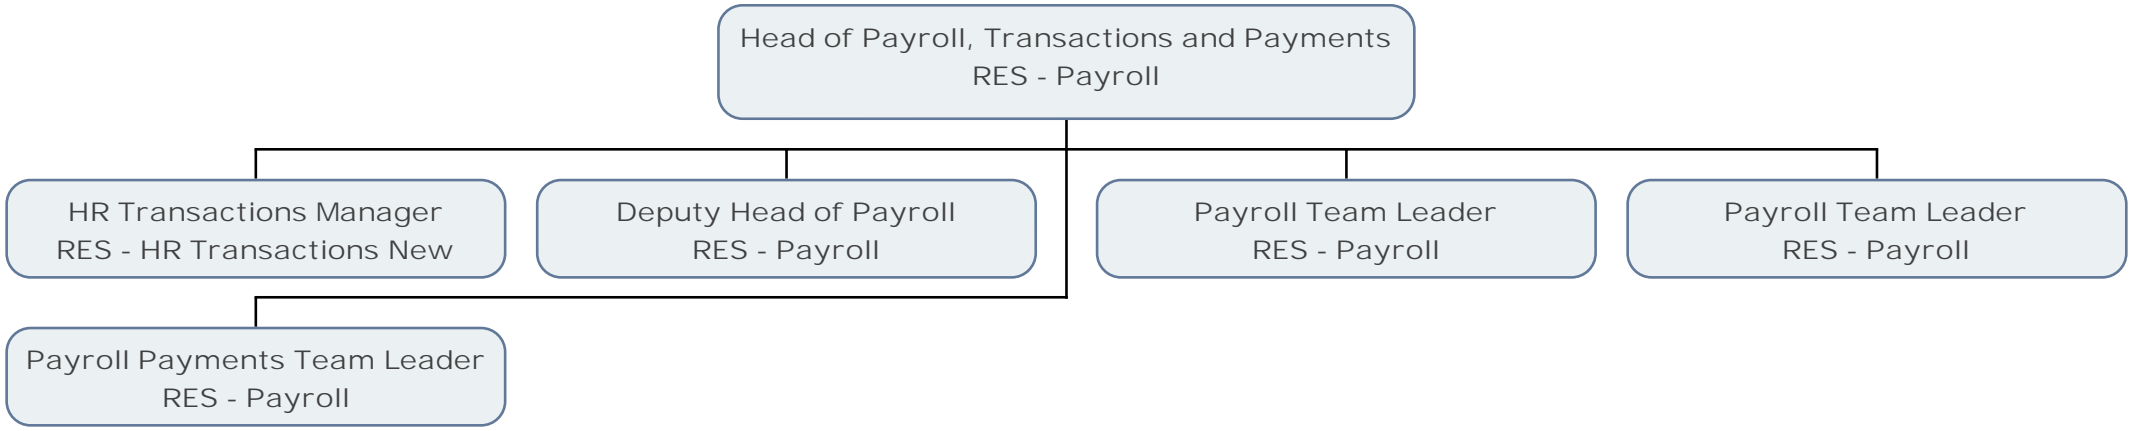 Head of Payroll, Transactions and Payments
RES - Payroll
HR Transactions Manager
RES - HR Transactions New
Deputy Head of Payroll
RES - Payroll
Payroll Team Leader
RES - Payroll
Payroll Team Leader
RES - Payroll
Payroll Payments Team Leader
RES - Payroll